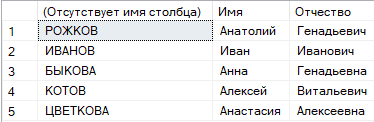 (Отсутствует имя столбца) Имя Отчество
1 РОЖКОВ Анатолий Генадьевич
2 ИВАНОВ Иван Иванович
3 БЫКОВА Анна Генадьевна
4 КОТОВ Алексей Витальевич
5 ЦВЕТКОВА Анастасия Алексеевна